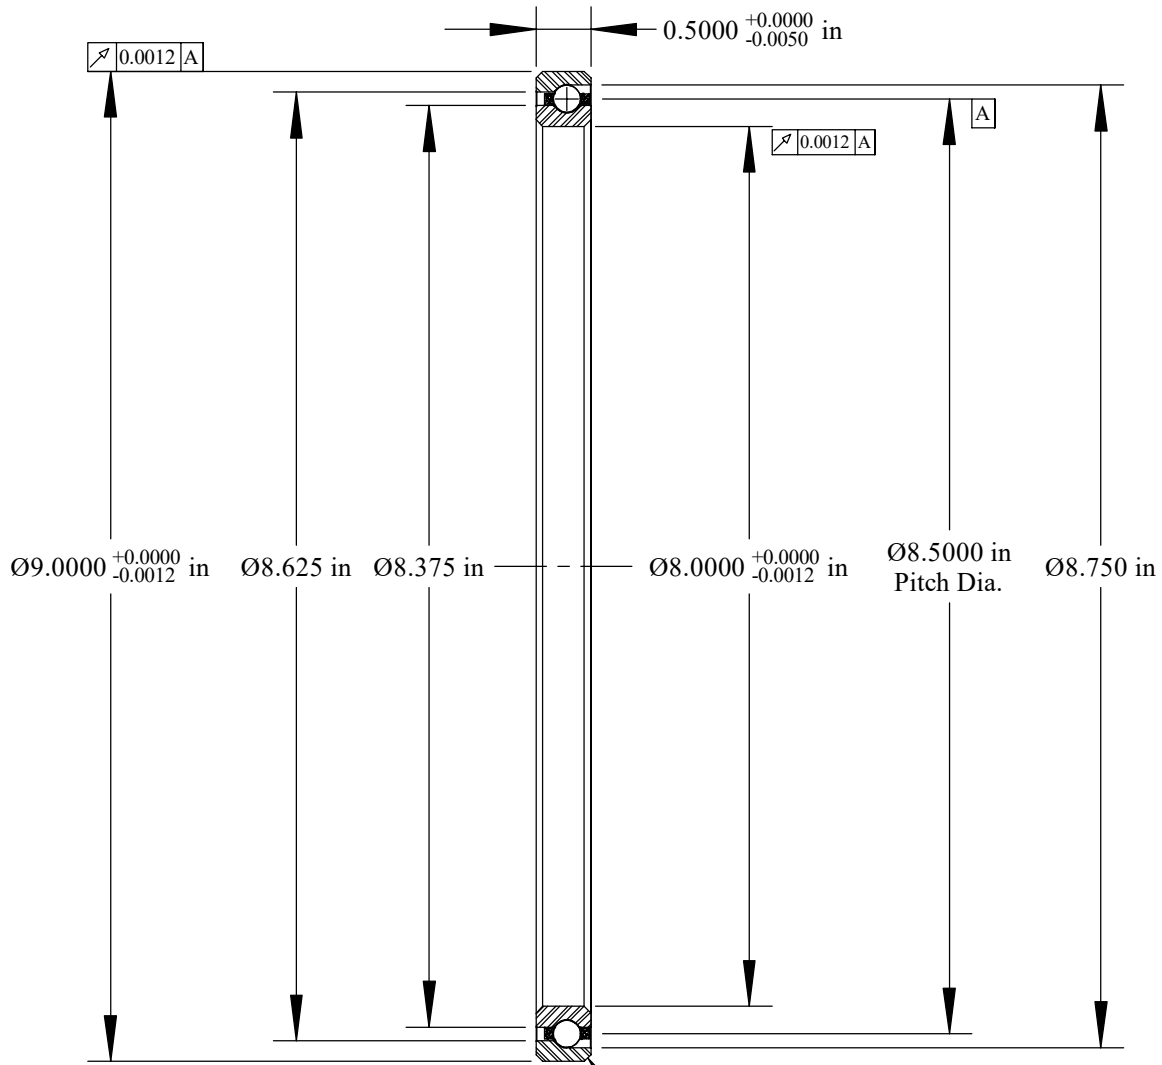 0.5000 +0.0000 -0.0050 in
0.0012 A
A
0.0012 A
Ø9.0000 +0.0000 -0.0012 in
Ø8.625 in
Ø8.375 in
Ø8.0000 +0.0000 -0.0012 in
Ø8.5000 in
Pitch Dia.
Ø8.750 in